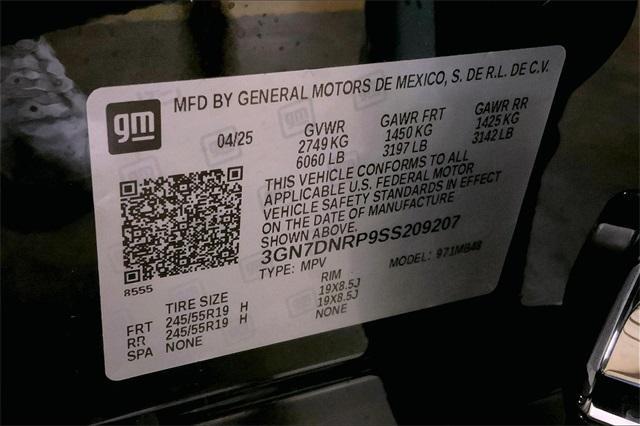 gm
MFD BY GENERAL MOTORS DE MEXICO, S. DE R.L. DE C.V.
04/25
GVWR
2749 KG
6060 LB
GAWR FRT
1450 KG
3197 LB
GAWR RR
1425 KG
3142 LB
THIS VEHICLE CONFORMS TO ALL
APPLICABLE U.S. FEDERAL MOTOR
VEHICLE SAFETY STANDARDS IN EFFECT
ON THE DATE OF MANUFACTURE
SHOWN ABOVE.
3GN7DNRP9SS209207
TYPE: MPV MODEL: 971MB48
8555
TIRE SIZE RIM
FRT 245/55R19 H 19X8.5J
RR 245/55R19 H 19X8.5J
SPA NONE NONE